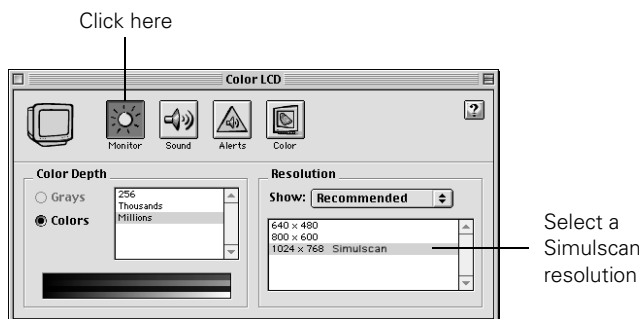 Click here
Color LCD
?
Monitor Sound Alerts Color
Color Depth
Grays
Colors
256
Thousands
Millions
Resolution
Show: Recommended
640 x 480
800 x 600
1024 x 768 Simulscan
Select a
Simulscan
resolution